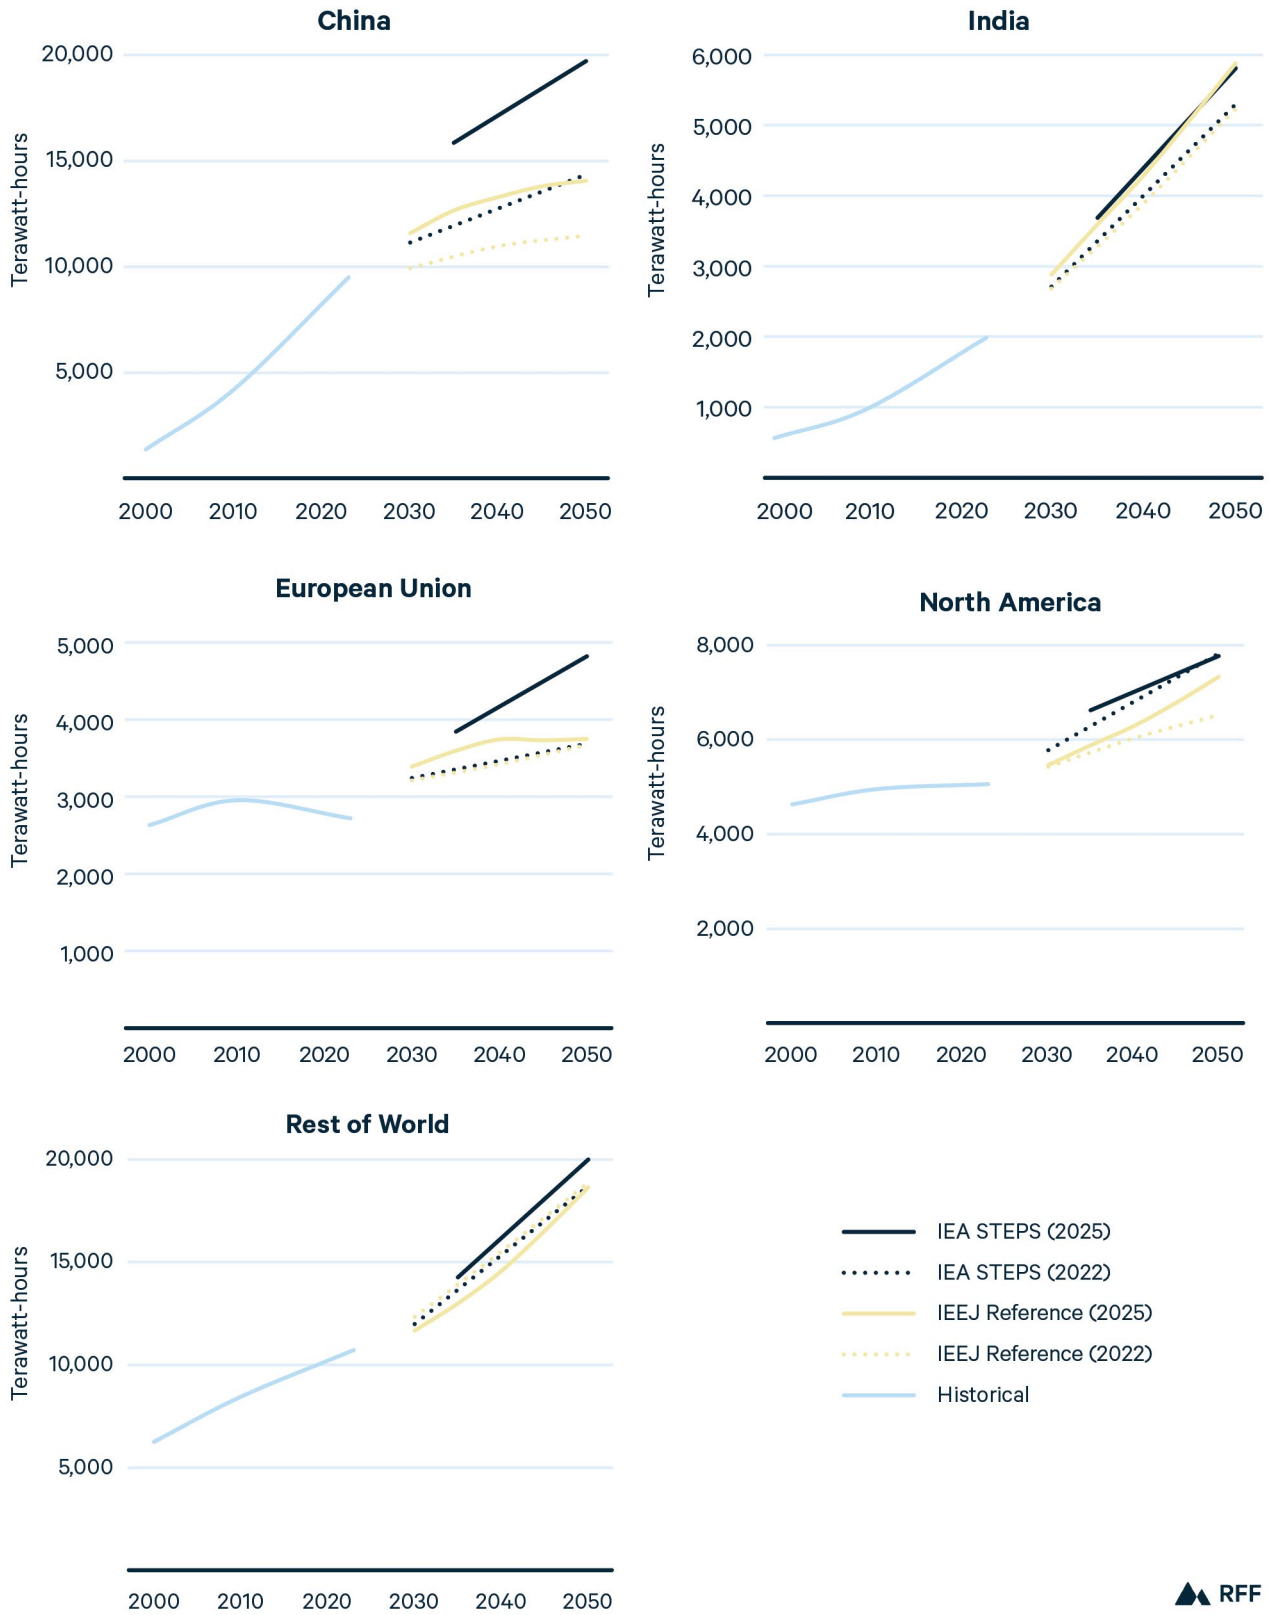 China
Terawatt-hours
20,000
15,000
10,000
5,000
2000 2010 2020 2030 2040 2050
India
Terawatt-hours
6,000
5,000
4,000
3,000
2,000
1,000
2000 2010 2020 2030 2040 2050
European Union
Terawatt-hours
5,000
4,000
3,000
2,000
1,000
2000 2010 2020 2030 2040 2050
North America
Terawatt-hours
8,000
6,000
4,000
2,000
2000 2010 2020 2030 2040 2050
Rest of World
Terawatt-hours
20,000
15,000
10,000
5,000
2000 2010 2020 2030 2040 2050
IEA STEPS (2025)
IEA STEPS (2022)
IEEJ Reference (2025)
IEEJ Reference (2022)
Historical
RFF